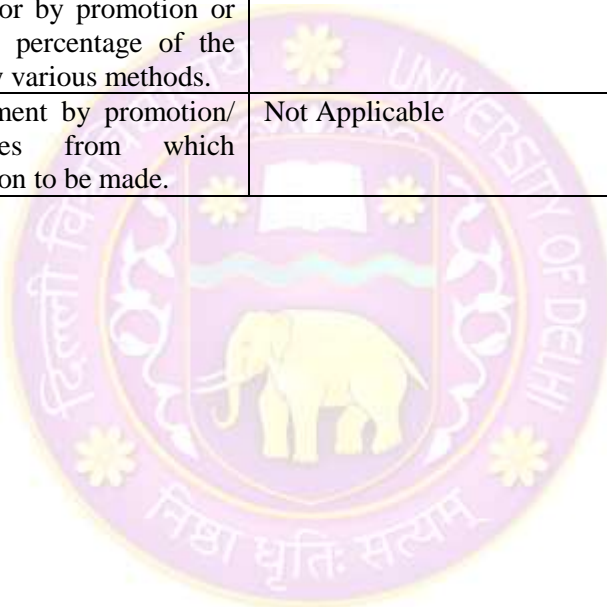 or by promotion or
percentage of the
various methods.
ment by promotion/ Not Applicable
es from which
on to be made.
दिल्ली विश्वविद्यालय
UNIVERSITY OF DELHI
निष्ठा धृतिः सत्यम्